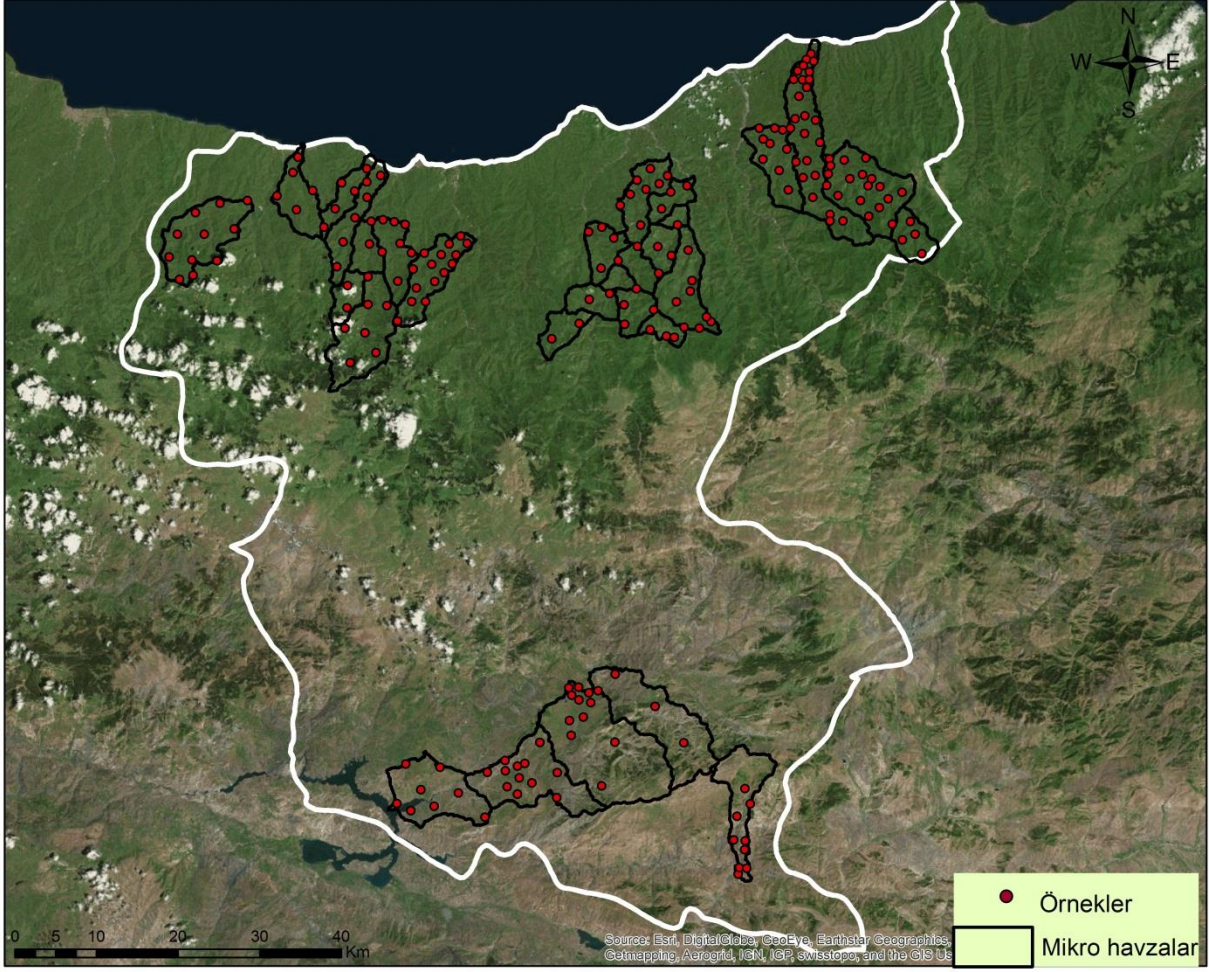 N
W E
S
Örnekler
Mikro havzalar
0 5 10 20 30 40
Km
Source: Esri, DigitalGlobe, GeoEye, Earthstar Geographics,
Getmapping, Aerogrid, IGN, IGP, swisstopo, and the GIS Us